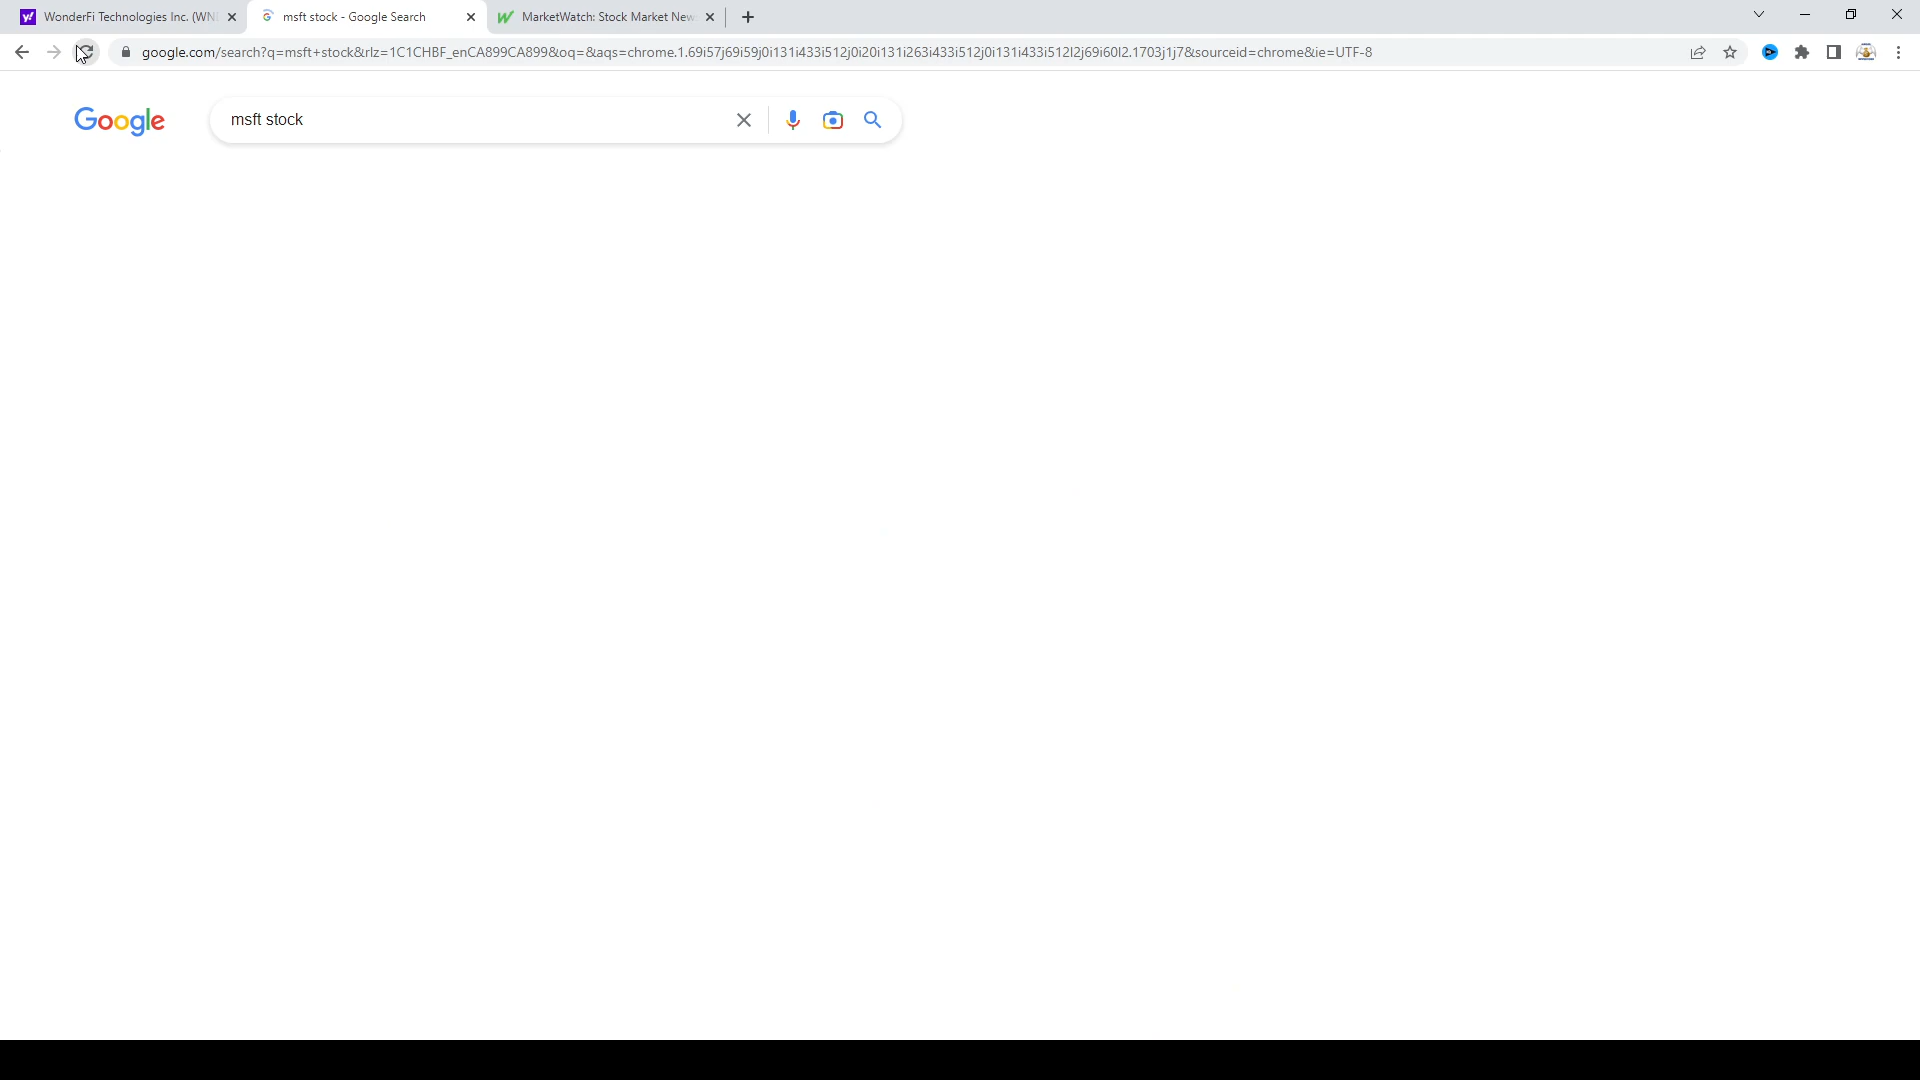 WonderFi Technologies Inc. (WN
msft stock - Google Search
MarketWatch: Stock Market New
google.com/search?q=msft+stock&rlz=1C1CHBF_enCA899CA899&oq=&aqs=chrome.1.69i57j69i59j0i131i433i512j0i20i131i263i433i512j0i131i433i512l2j69i60l2.1703j1j7&sourceid=chrome&ie=UTF-8
Google
msft stock